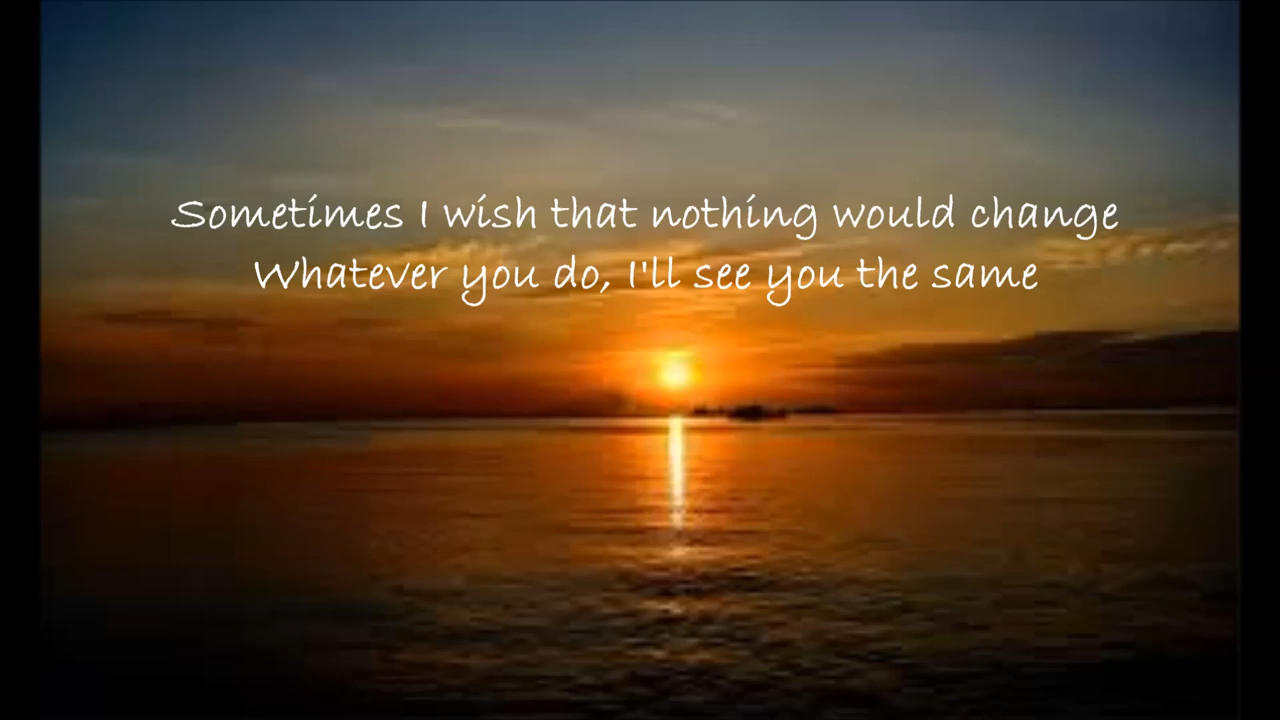 Sometimes I wish that nothing would change
Whatever you do, I'll see you the same